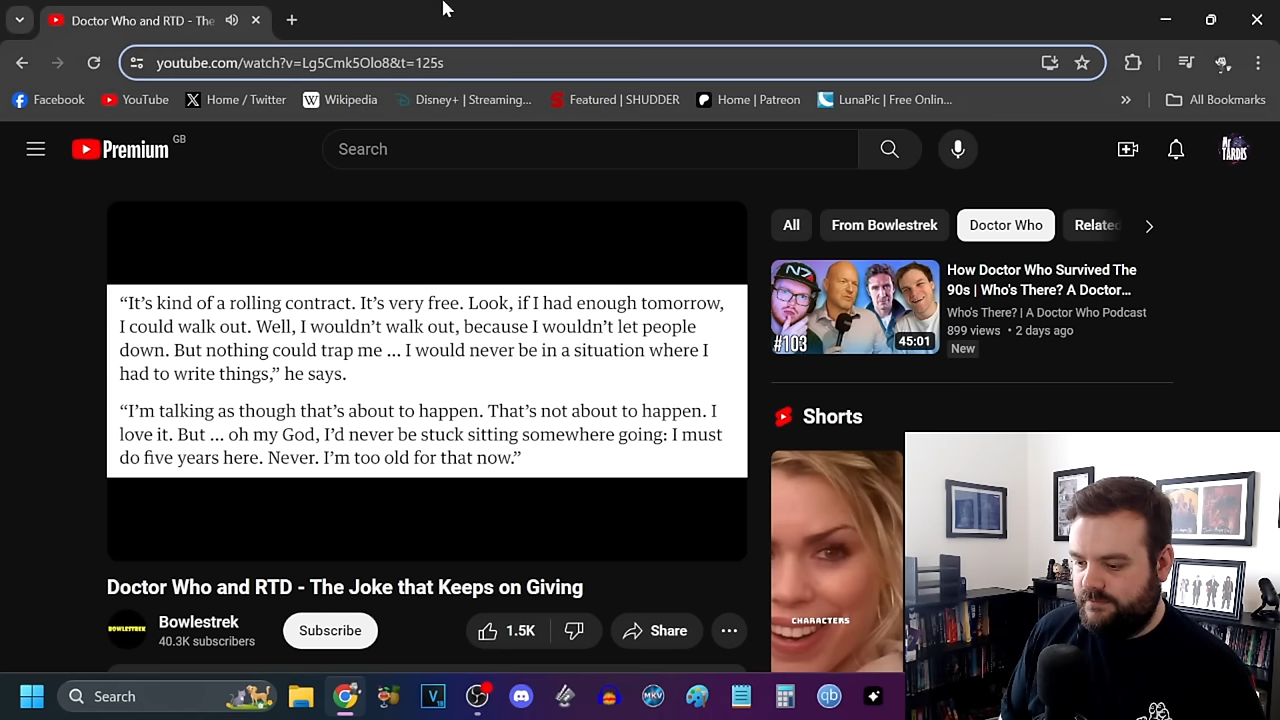 Doctor Who and RTD - The
youtube.com/watch?v=Lg5Cmk5Olo8&t=125s
Facebook
YouTube
Home / Twitter
Wikipedia
Disney+ | Streaming...
Featured | SHUDDER
Home | Patreon
LunaPic | Free Onlin...
All Bookmarks
Premium GB
Search
Mr TARDIS
“It’s kind of a rolling contract. It’s very free. Look, if I had enough tomorrow,
I could walk out. Well, I wouldn’t walk out, because I wouldn’t let people
down. But nothing could trap me ... I would never be in a situation where I
had to write things,” he says.
“I’m talking as though that’s about to happen. That’s not about to happen. I
love it. But ... oh my God, I’d never be stuck sitting somewhere going: I must
do five years here. Never. I’m too old for that now.”
Doctor Who and RTD - The Joke that Keeps on Giving
BOWLESTREK
Bowlestrek
40.3K subscribers
Subscribe
1.5K
Share
All
From Bowlestrek
Doctor Who
Related
N7
#103
45:01
How Doctor Who Survived The
90s | Who's There? A Doctor...
Who's There? | A Doctor Who Podcast
899 views • 2 days ago
New
Shorts
CHARACTERS
Search
V
18
MKV
qb